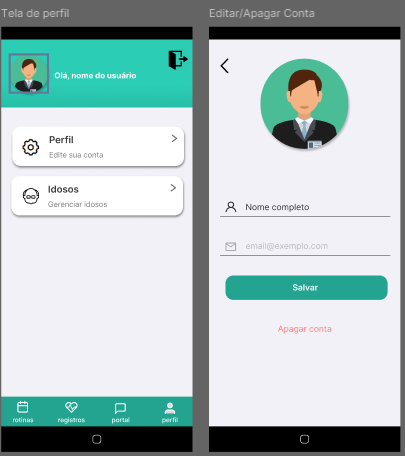 Tela de perfil
Olá, nome do usuário
Perfil
Edite sua conta
Idosos
Gerenciar idosos
rotinas
registros
portal
perfil
Editar/Apagar Conta
Nome completo
email@exemplo.com
Salvar
Apagar conta